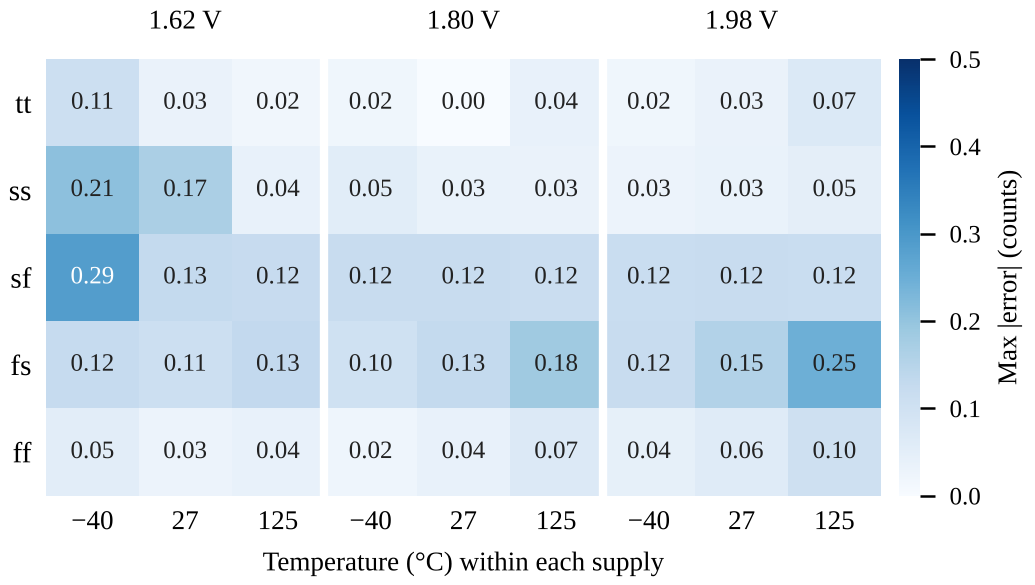 1.62 V 1.80 V 1.98 V
tt 0.11 0.03 0.02 0.02 0.00 0.04 0.02 0.03 0.07
ss 0.21 0.17 0.04 0.05 0.03 0.03 0.03 0.03 0.05
sf 0.29 0.13 0.12 0.12 0.12 0.12 0.12 0.12 0.12
fs 0.12 0.11 0.13 0.10 0.13 0.18 0.12 0.15 0.25
ff 0.05 0.03 0.04 0.02 0.04 0.07 0.04 0.06 0.10
−40 27 125 −40 27 125 −40 27 125
Temperature (°C) within each supply
0.5
0.4
0.3
0.2
0.1
0.0
Max |error| (counts)